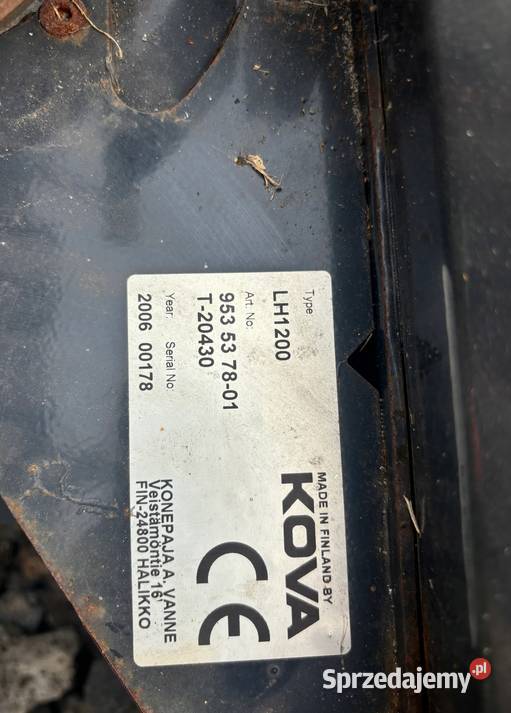 Type
LH1200
Art. No:
953 53 78-01
T-20430
Year: Serial No:
2006 00178
MADE IN FINLAND BY
KOVA
CE
KONEPAJA A. VANNE
Veistämöntie 16
FIN-24800 HALIKKO
Sprzedajemy.pl